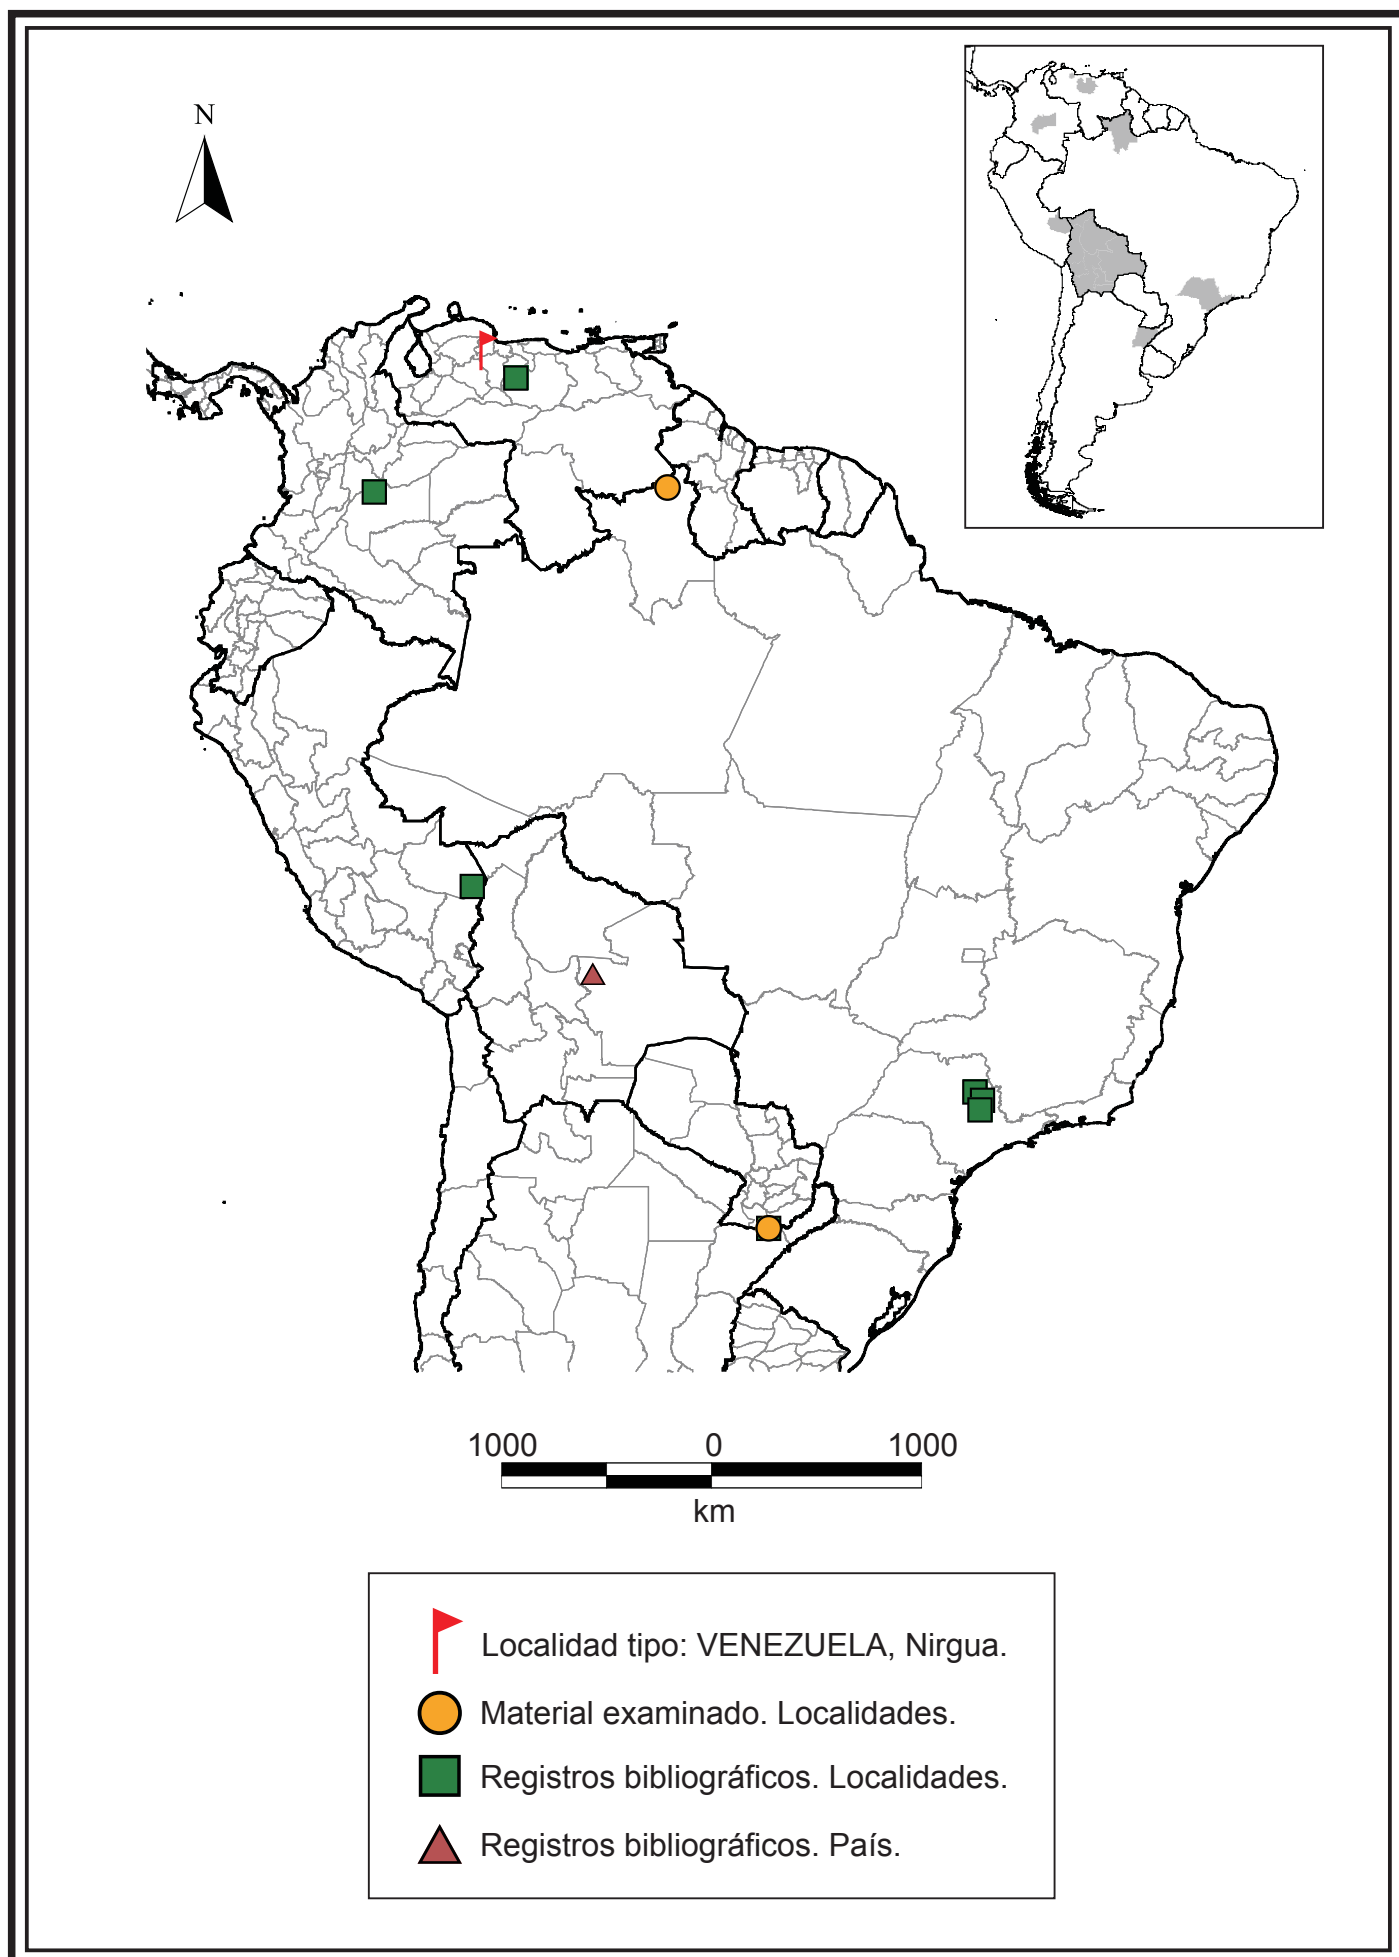 N
1000 0 1000
km
Localidad tipo: VENEZUELA, Nirgua.
Material examinado. Localidades.
Registros bibliográficos. Localidades.
Registros bibliográficos. País.